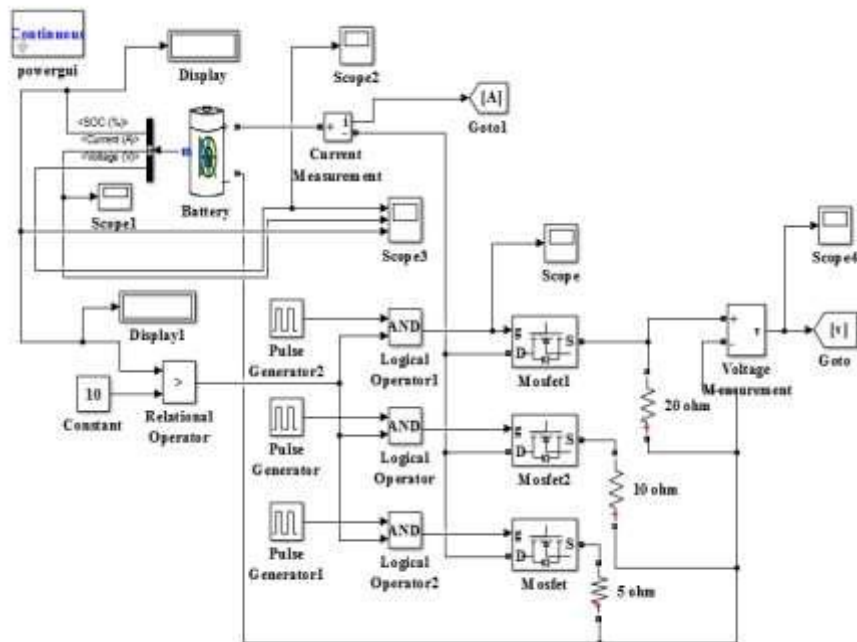 Continuous
powergui
Display
Scope2
[A]
Goto1
<SOC (%)>
<Current (A)>
<Voltage (V)>
m
+
i
-
Current
Measurement
Battery
Scope1
Scope3
Scope
Scope4
Display1
Pulse
Generator2
AND
Logical
Operator1
g
D
S
Mosfet1
+
-
v
Voltage
Measurement
[v]
Goto
10
Constant
>
Relational
Operator
20 ohm
Pulse
Generator
AND
Logical
Operator
g
D
S
Mosfet2
10 ohm
Pulse
Generator1
AND
Logical
Operator2
g
D
S
Mosfet
5 ohm